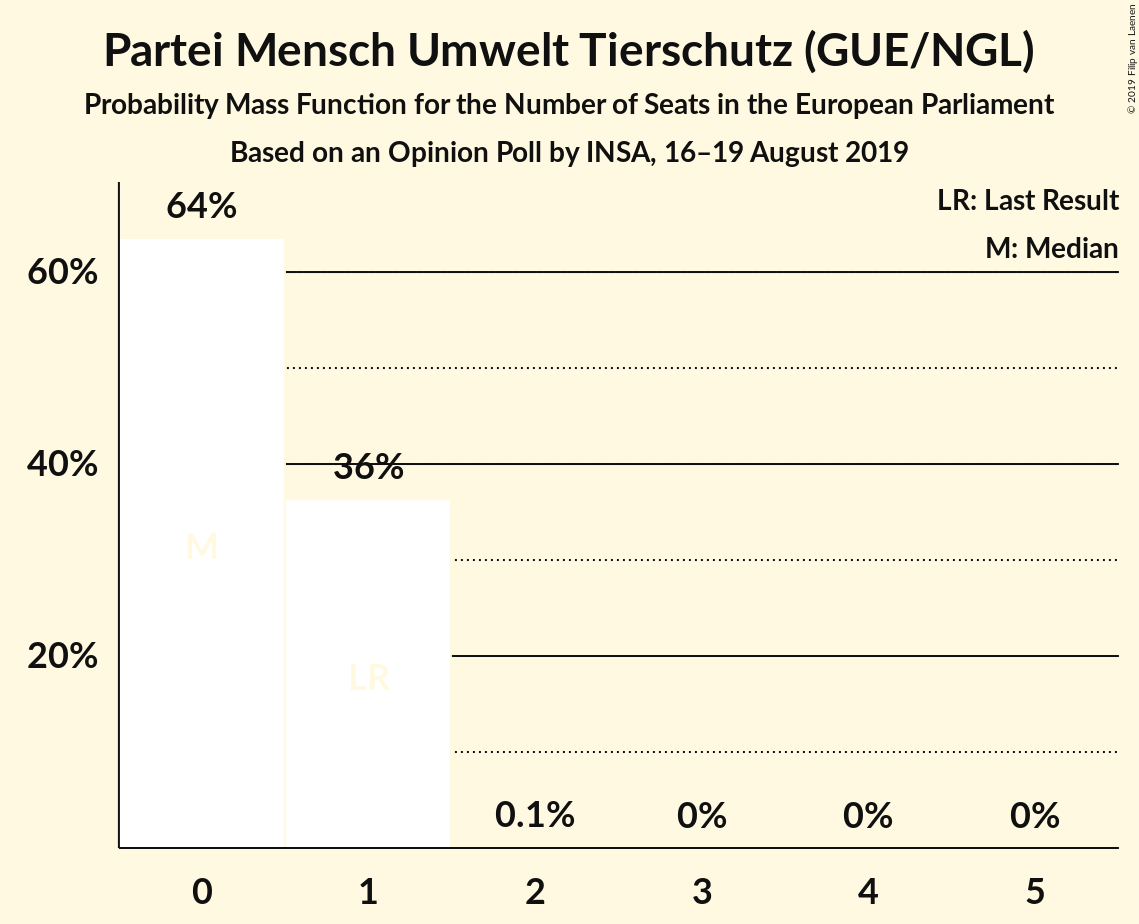 Partei Mensch Umwelt Tierschutz (GUE/NGL)
Probability Mass Function for the Number of Seats in the European Parliament
Based on an Opinion Poll by INSA, 16–19 August 2019
© 2019 Filip van Laenen
LR: Last Result
M: Median
64%
60%
40%
36%
M
20%
LR
0.1%
0%
0%
0%
0
1
2
3
4
5